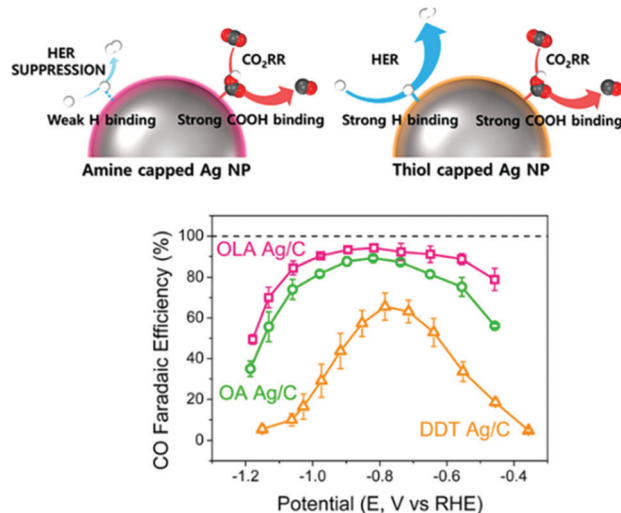 HER
SUPPRESSION
CO₂RR
Weak H binding
Strong COOH binding
Amine capped Ag NP
HER
CO₂RR
Strong H binding
Strong COOH binding
Thiol capped Ag NP
CO Faradaic Efficiency (%)
100
80
60
40
20
0
OLA Ag/C
OA Ag/C
DDT Ag/C
-1.2
-1.0
-0.8
-0.6
-0.4
Potential (E, V vs RHE)